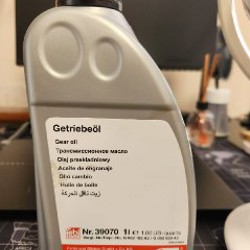 Getriebeöl
Gear oil
Трансмиссионное масло
Olej przekładniowy
Aceite de engranaje
Olio cambio
Huile de boîte
زيت ناقل الحركة
febi
Nr. 39070 1l